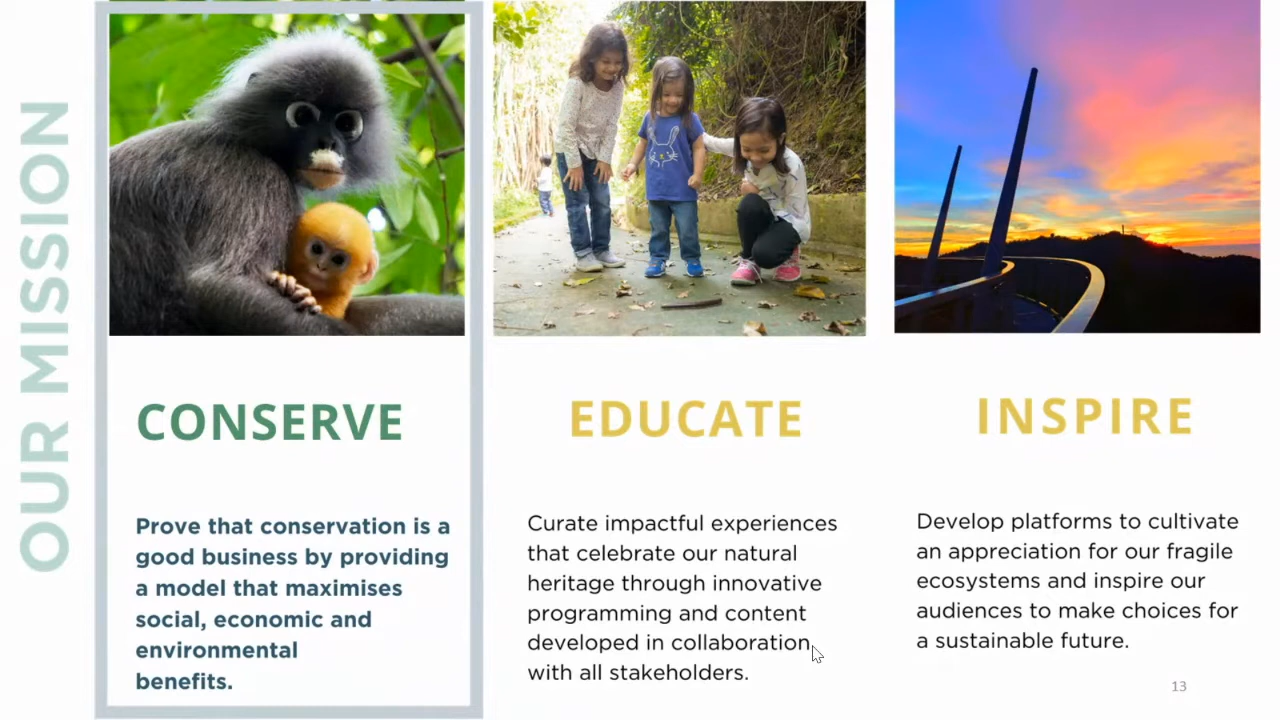 OUR MISSION
CONSERVE
Prove that conservation is a
good business by providing
a model that maximises
social, economic and
environmental
benefits.
EDUCATE
Curate impactful experiences
that celebrate our natural
heritage through innovative
programming and content
developed in collaboration
with all stakeholders.
INSPIRE
Develop platforms to cultivate
an appreciation for our fragile
ecosystems and inspire our
audiences to make choices for
a sustainable future.
13